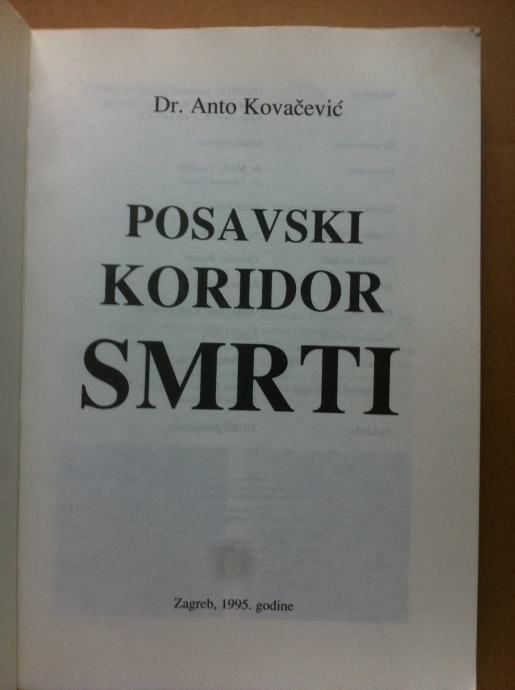 Dr. Anto Kovačević
POSAVSKI
KORIDOR
SMRTI
Zagreb, 1995. godine